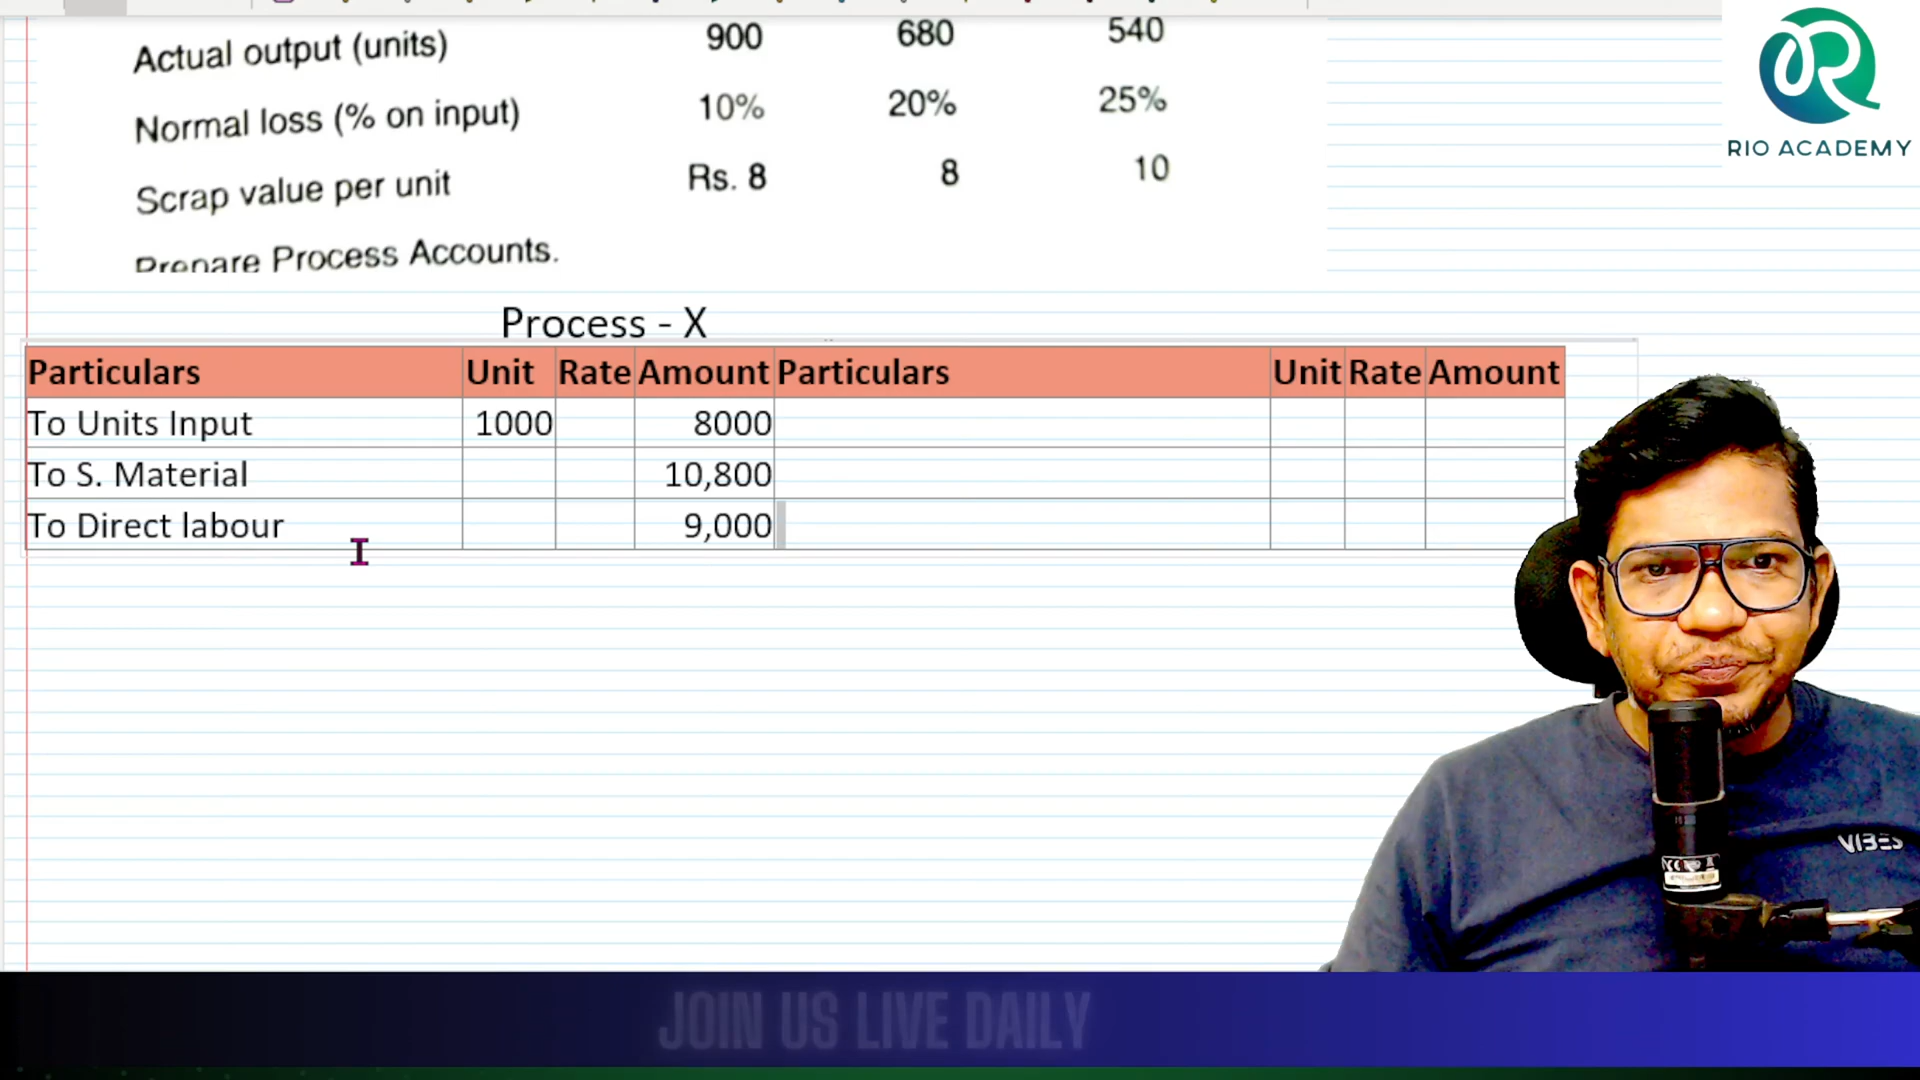 Actual output (units) 900 680 540
Normal loss (% on input) 10% 20% 25%
Scrap value per unit Rs. 8 8 10
Prepare Process Accounts.
RIO ACADEMY
Process - X
Particulars Unit Rate Amount Particulars Unit Rate Amount
To Units Input 1000 8000
To S. Material 10,800
To Direct labour 9,000
VIBES
JOIN US LIVE DAILY